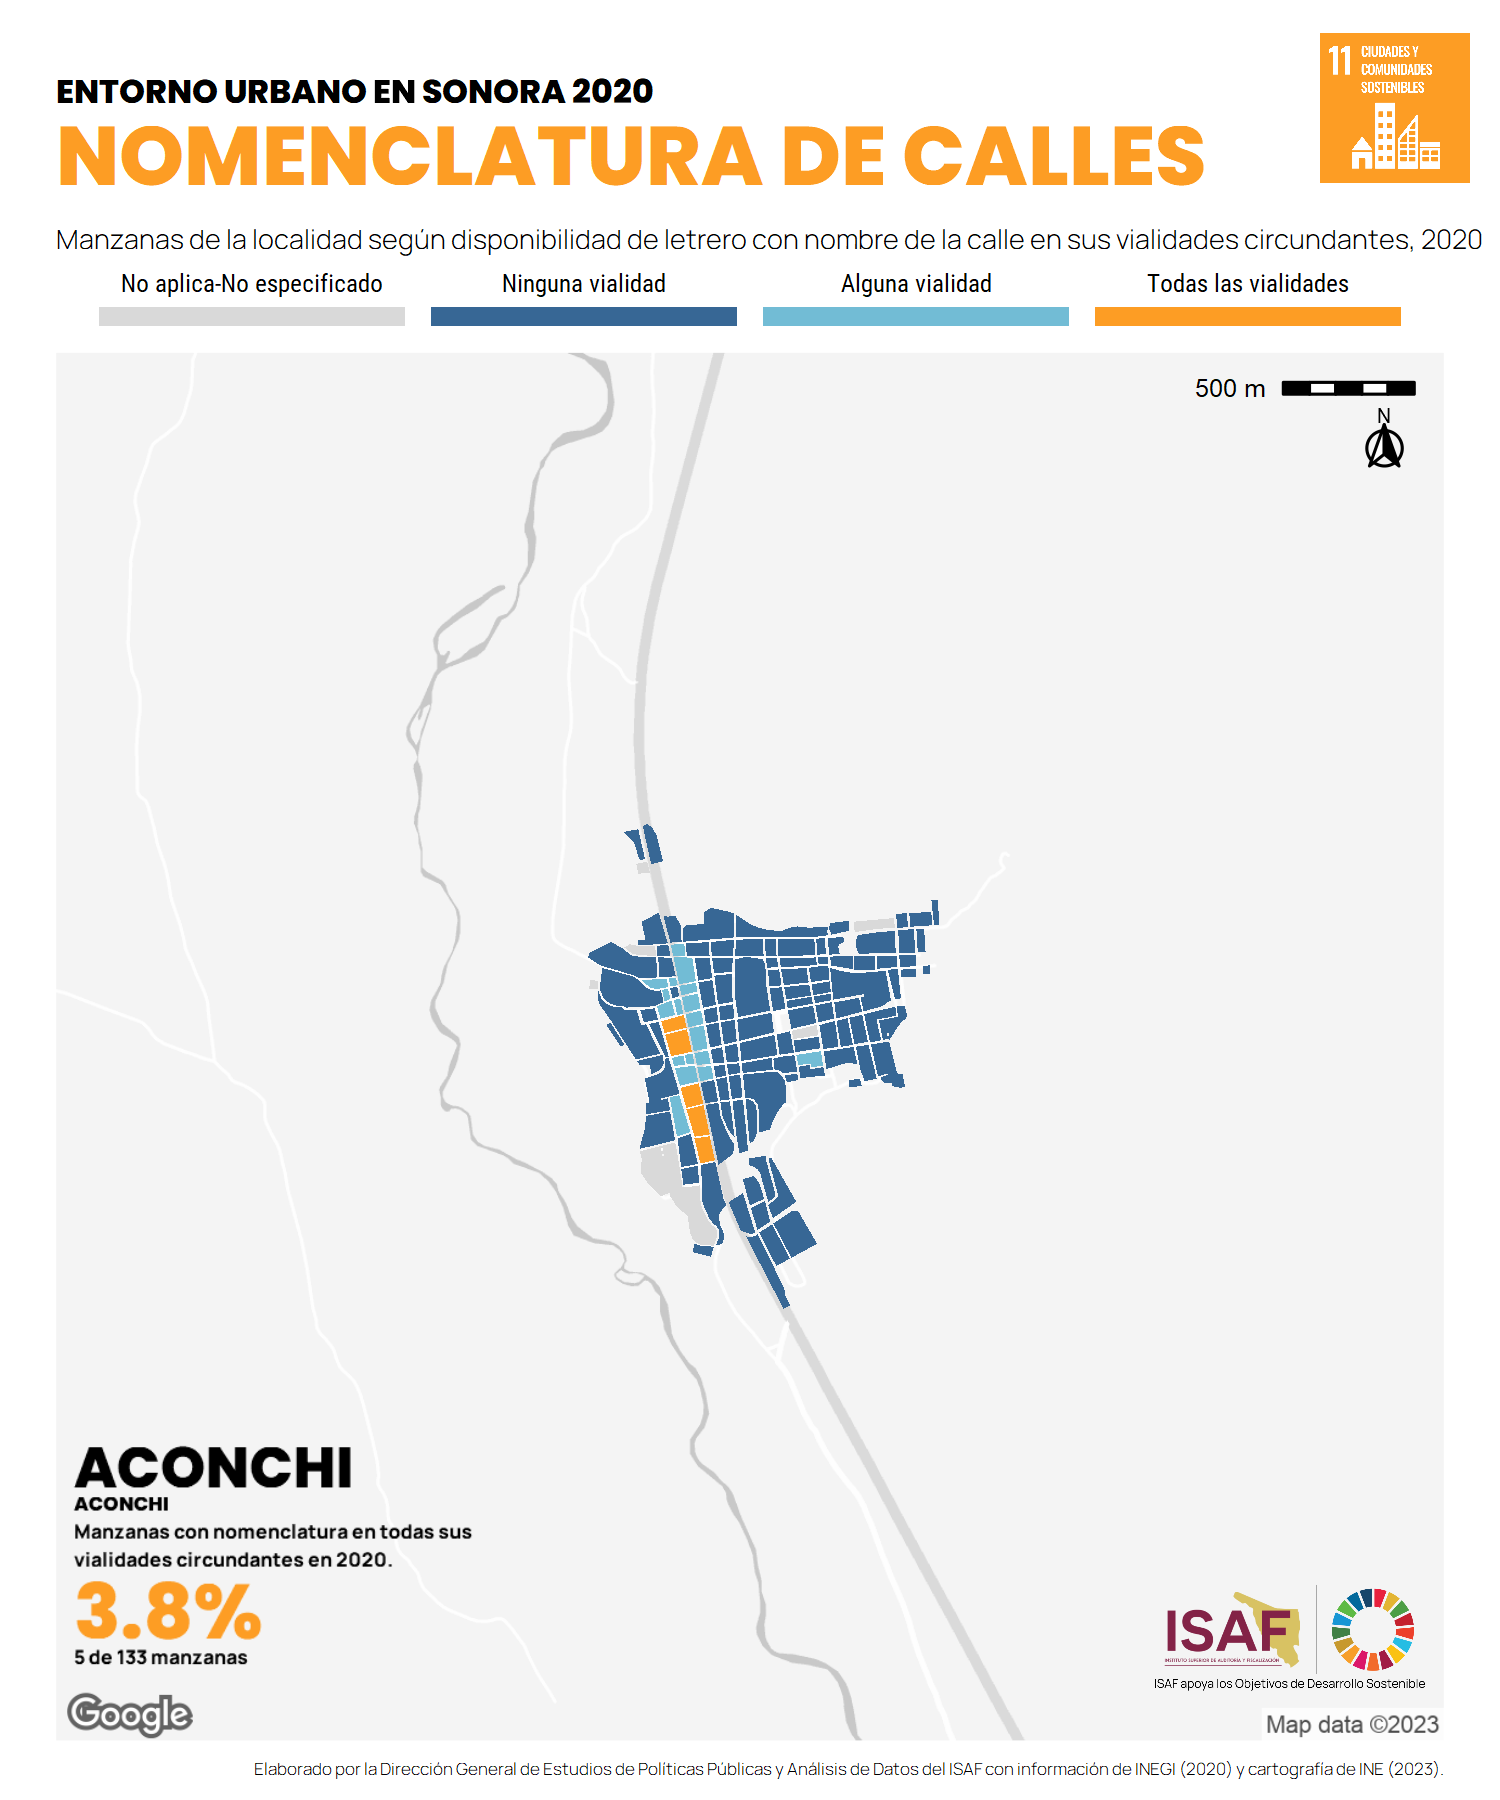 ENTORNO URBANO EN SONORA 2020
NOMENCLATURA DE CALLES
11 CIUDADES Y
COMUNIDADES
SOSTENIBLES
Manzanas de la localidad según disponibilidad de letrero con nombre de la calle en sus vialidades circundantes, 2020
No aplica-No especificado
Ninguna vialidad
Alguna vialidad
Todas las vialidades
500 m
N
ACONCHI
ACONCHI
Manzanas con nomenclatura en todas sus
vialidades circundantes en 2020.
3.8%
5 de 133 manzanas
Google
ISAF
INSTITUTO SUPERIOR DE AUDITORÍA Y FISCALIZACIÓN
ISAF apoya los Objetivos de Desarrollo Sostenible
Map data ©2023
Elaborado por la Dirección General de Estudios de Políticas Públicas y Análisis de Datos del ISAF con información de INEGI (2020) y cartografía de INE (2023).